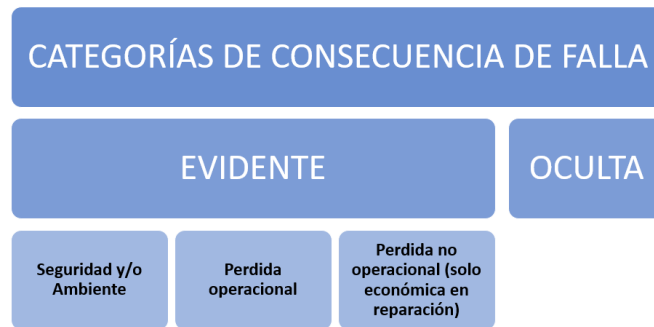 CATEGORÍAS DE CONSECUENCIA DE FALLA
EVIDENTE
OCULTA
Seguridad y/o
Ambiente
Perdida
operacional
Perdida no
operacional (solo
económica en
reparación)